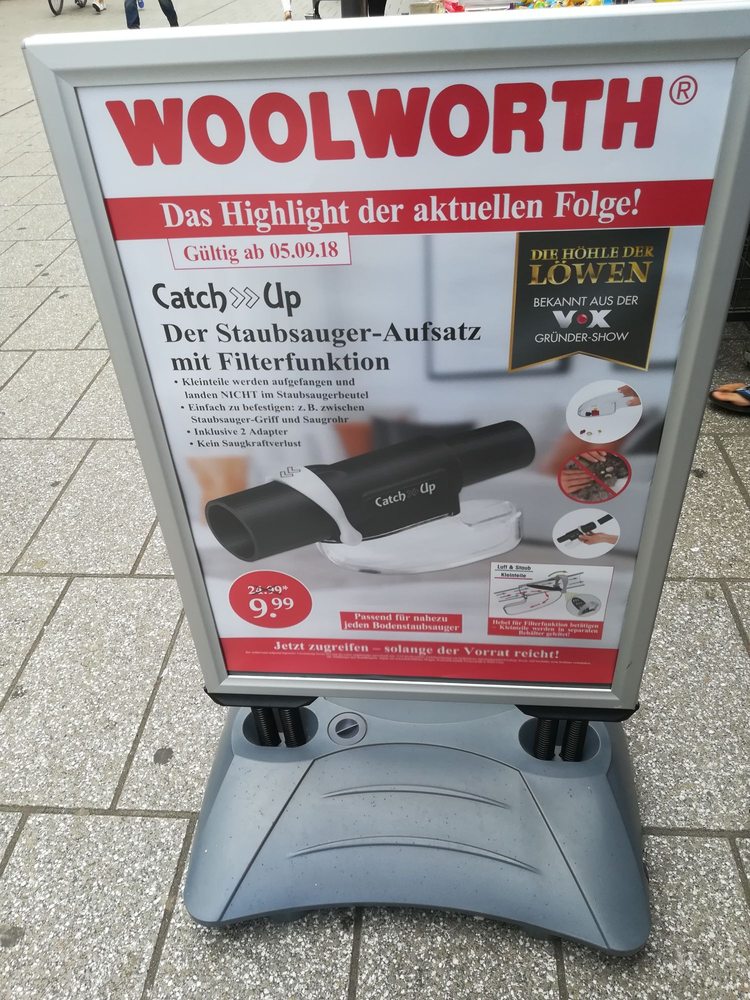 WOOLWORTH®
Das Highlight der aktuellen Folge!
Gültig ab 05.09.18
DIE HÖHLE DER
LÖWEN
BEKANNT AUS DER
VOX
GRÜNDER-SHOW
Catch Up
Der Staubsauger-Aufsatz
mit Filterfunktion
• Kleinteile werden aufgefangen und
landen NICHT im Staubsaugerbeutel
• Einfach zu befestigen: z. B. zwischen
Staubsauger-Griff und Saugrohr
• Inklusive 2 Adapter
• Kein Saugkraftverlust
Catch Up
24.99*
9.99
Passend für nahezu
jeden Bodenstaubsauger
Luft & Staub
Kleinteile
Hebel für Filterfunktion betätigen
– Kleinteile werden in separaten
Behälter geleitet!
Jetzt zugreifen – solange der Vorrat reicht!